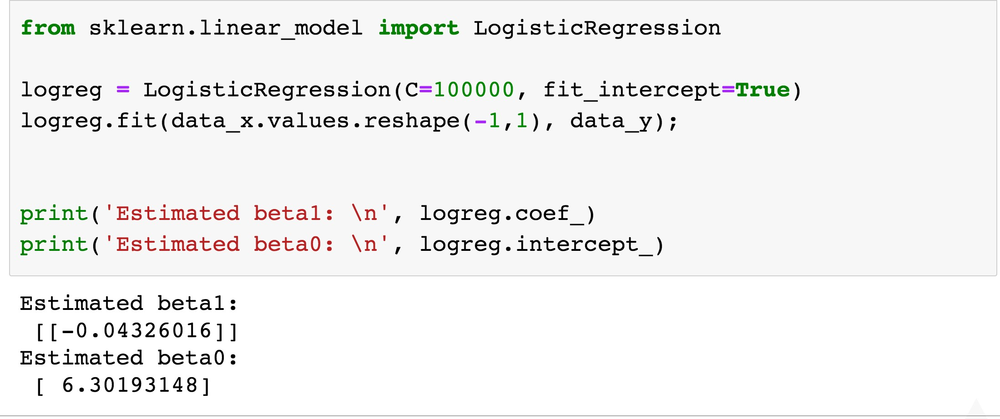 from sklearn.linear_model import LogisticRegression
logreg = LogisticRegression(C=100000, fit_intercept=True)
logreg.fit(data_x.values.reshape(-1,1), data_y);
print('Estimated beta1: \n', logreg.coef_)
print('Estimated beta0: \n', logreg.intercept_)
Estimated beta1:
[[-0.04326016]]
Estimated beta0:
[ 6.30193148]